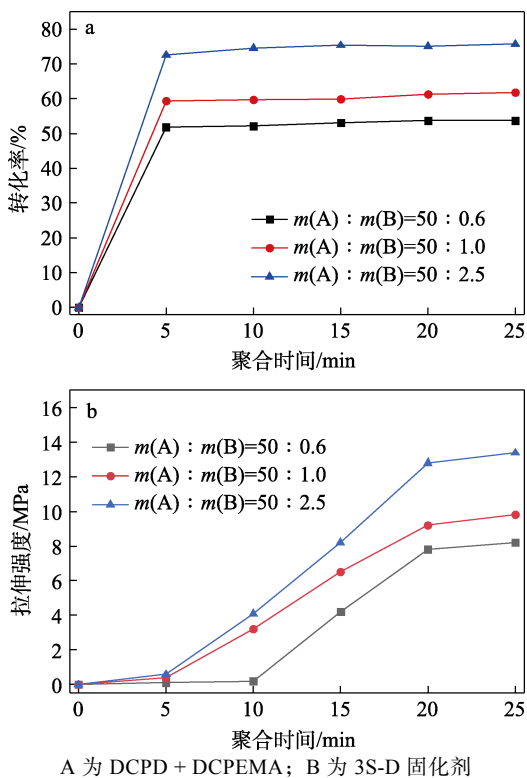 a
80
70
60
50
40
30
20
10
0
转化率/%
m(A)：m(B)=50：0.6
m(A)：m(B)=50：1.0
m(A)：m(B)=50：2.5
0 5 10 15 20 25
聚合时间/min
b
16
14
12
10
8
6
4
2
0
拉伸强度/MPa
m(A)：m(B)=50：0.6
m(A)：m(B)=50：1.0
m(A)：m(B)=50：2.5
0 5 10 15 20 25
聚合时间/min
A 为 DCPD + DCPEMA；B 为 3S-D 固化剂